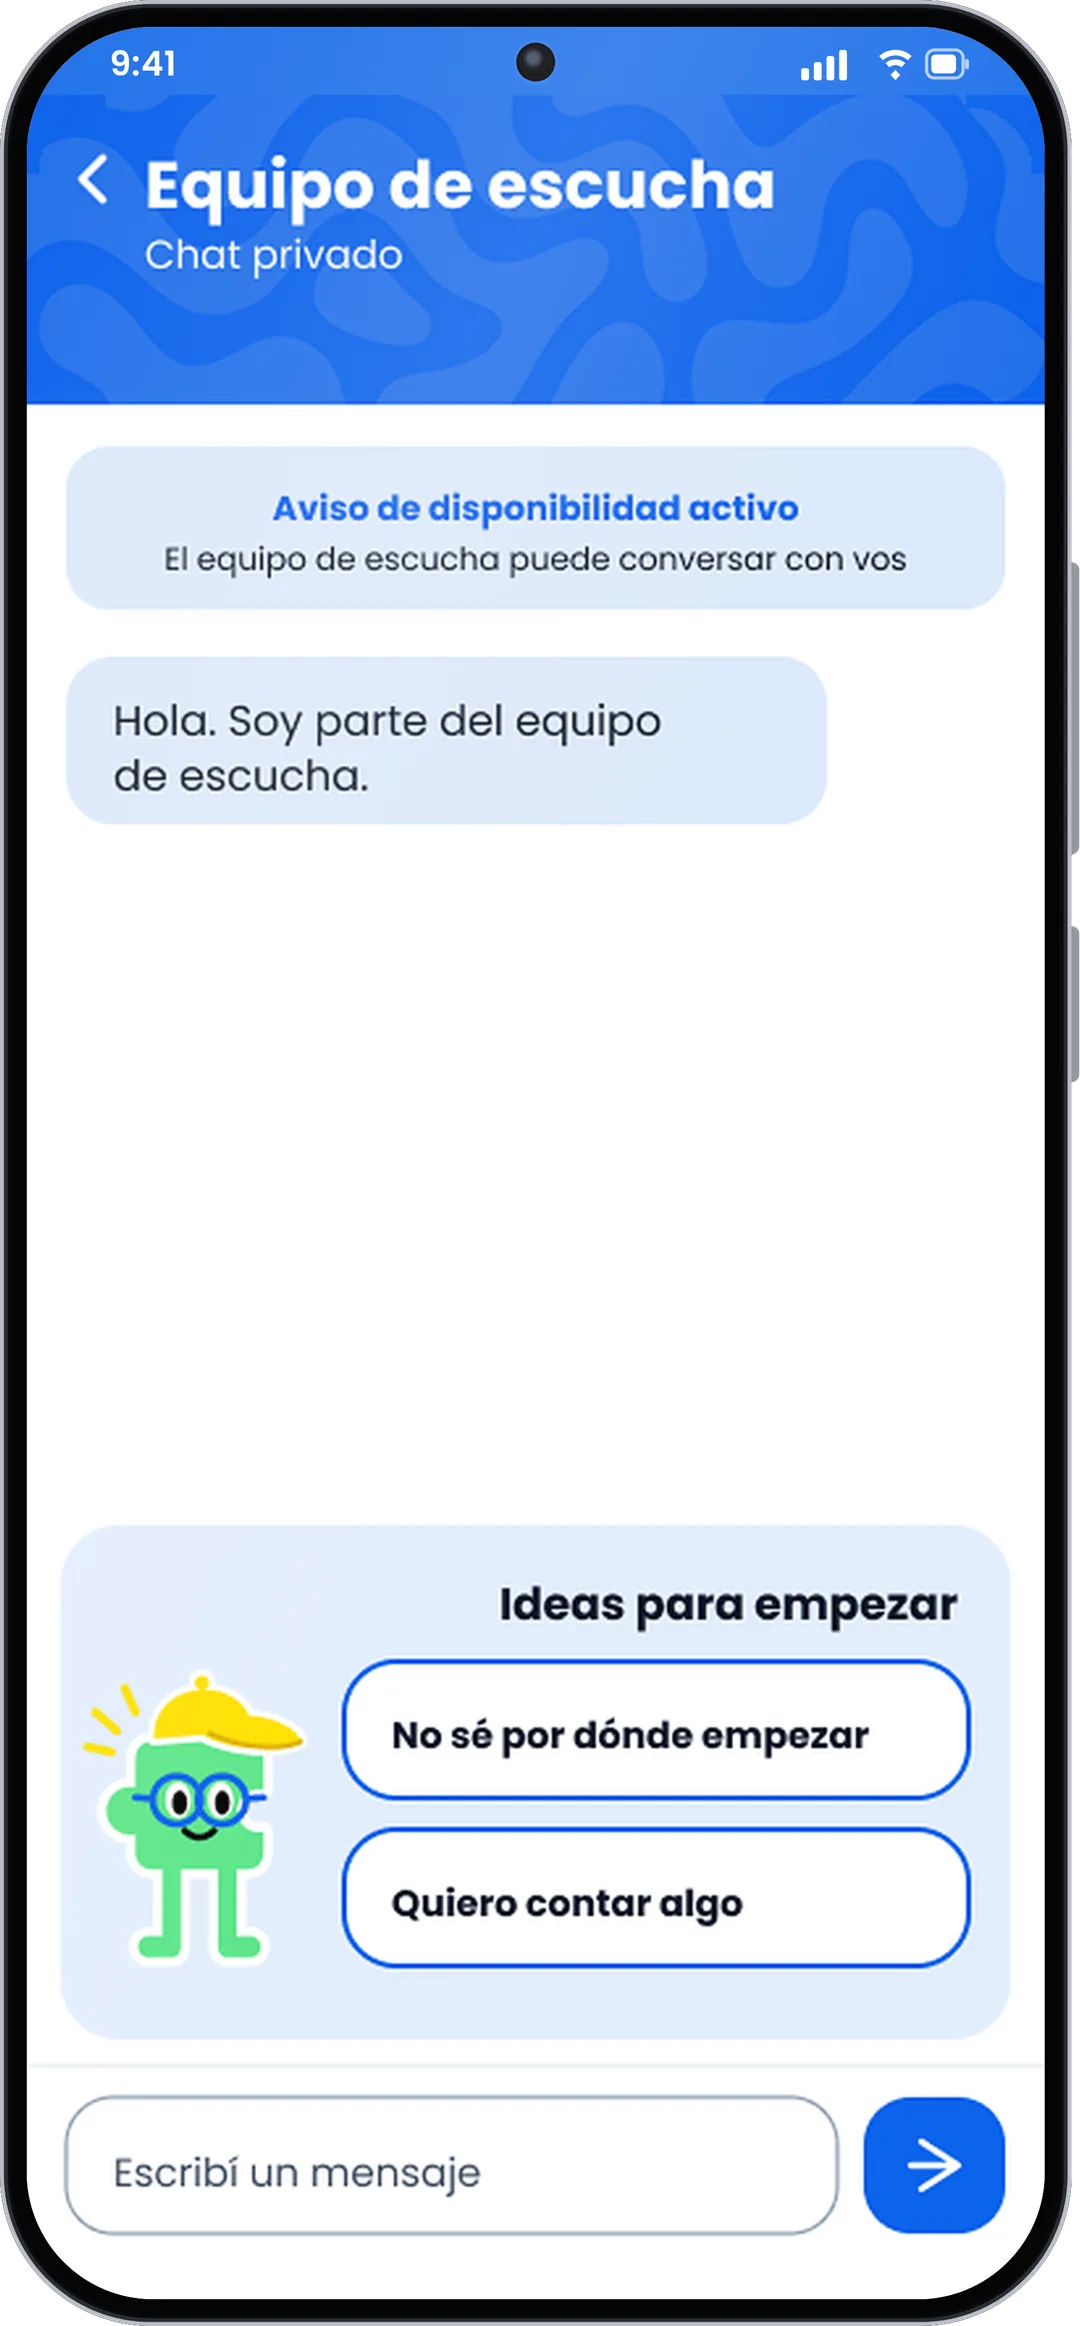 9:41
Equipo de escucha
Chat privado
Aviso de disponibilidad activo
El equipo de escucha puede conversar con vos
Hola. Soy parte del equipo
de escucha.
Ideas para empezar
No sé por dónde empezar
Quiero contar algo
Escribí un mensaje